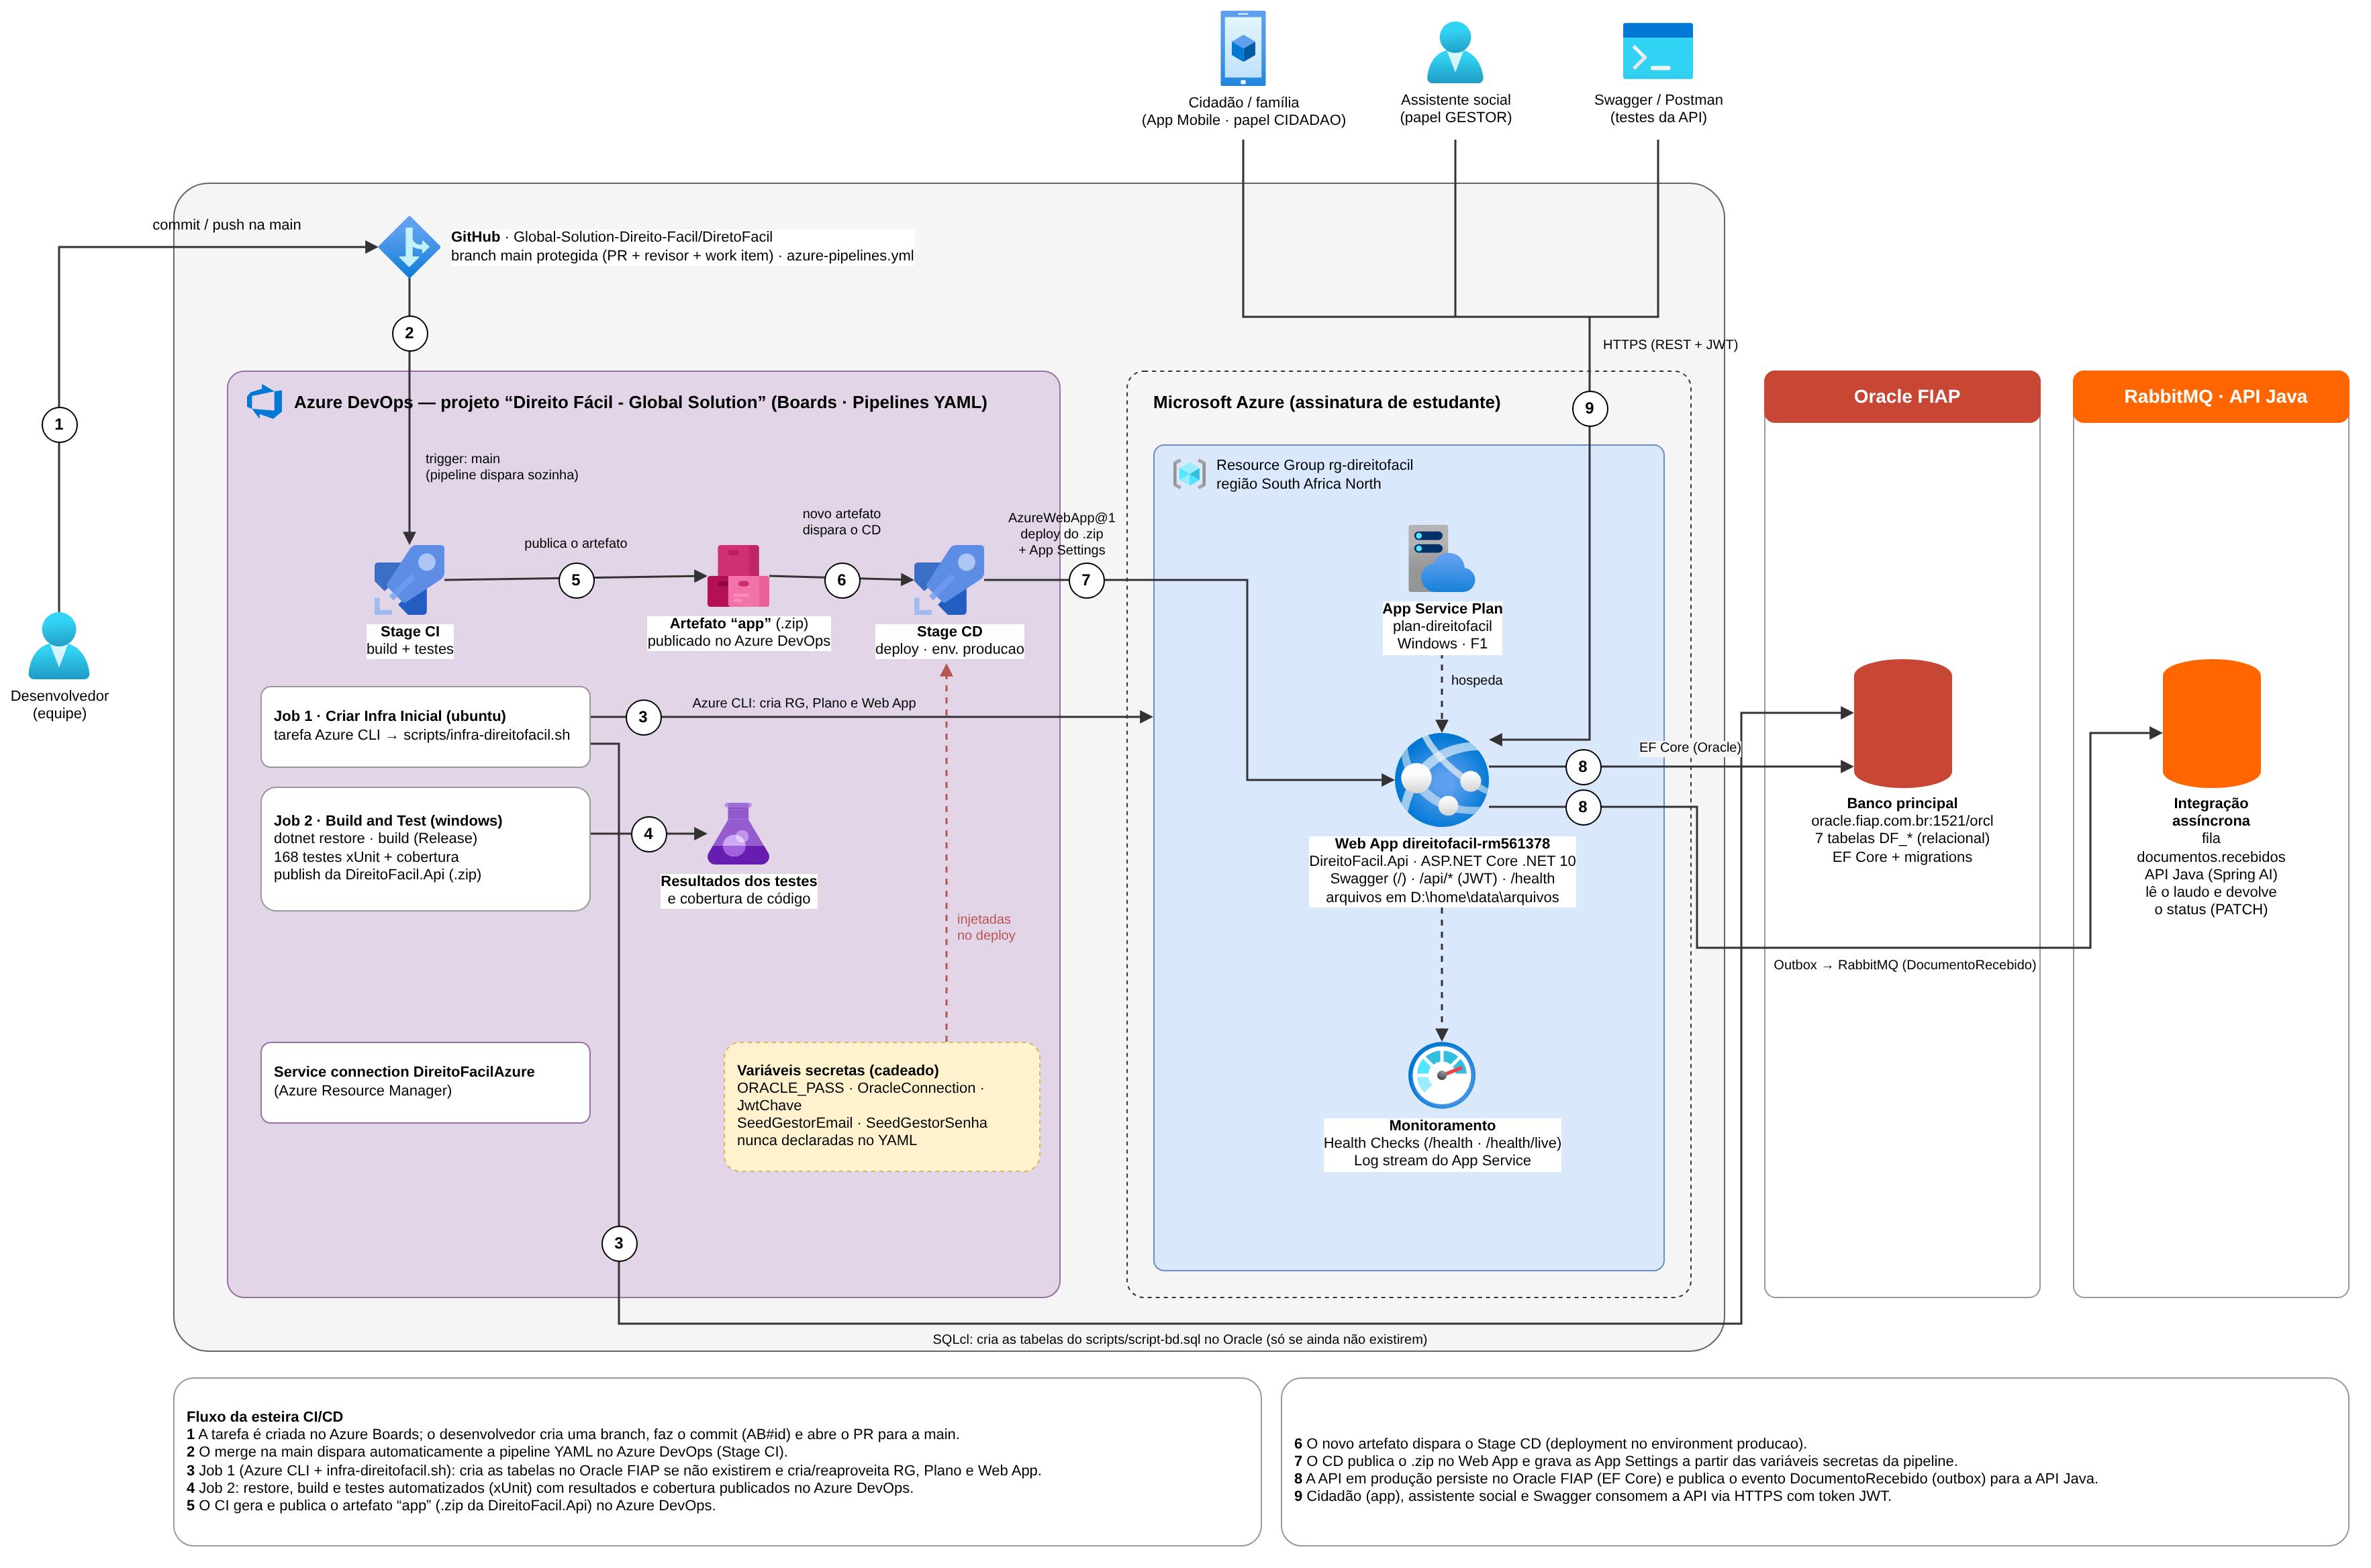 Cidadão / família
(App Mobile · papel CIDADAO)
Assistente social
(papel GESTOR)
Swagger / Postman
(testes da API)
commit / push na main
GitHub · Global-Solution-Direito-Facil/DiretoFacil
branch main protegida (PR + revisor + work item) · azure-pipelines.yml
2
HTTPS (REST + JWT)
1
Desenvolvedor
(equipe)
Azure DevOps — projeto “Direito Fácil - Global Solution” (Boards · Pipelines YAML)
trigger: main
(pipeline dispara sozinha)
publica o artefato
novo artefato
dispara o CD
AzureWebApp@1
deploy do .zip
+ App Settings
5
6
7
Stage CI
build + testes
Artefato “app” (.zip)
publicado no Azure DevOps
Stage CD
deploy · env. producao
Job 1 · Criar Infra Inicial (ubuntu)
tarefa Azure CLI → scripts/infra-direitofacil.sh
3
Azure CLI: cria RG, Plano e Web App
Job 2 · Build and Test (windows)
dotnet restore · build (Release)
168 testes xUnit + cobertura
publish da DireitoFacil.Api (.zip)
4
Resultados dos testes
e cobertura de código
injetadas
no deploy
Service connection DireitoFacilAzure
(Azure Resource Manager)
Variáveis secretas (cadeado)
ORACLE_PASS · OracleConnection ·
JwtChave
SeedGestorEmail · SeedGestorSenha
nunca declaradas no YAML
3
SQLcl: cria as tabelas do scripts/script-bd.sql no Oracle (só se ainda não existirem)
Microsoft Azure (assinatura de estudante)
9
Resource Group rg-direitofacil
região South Africa North
App Service Plan
plan-direitofacil
Windows · F1
hospeda
EF Core (Oracle)
8
8
Web App direitofacil-rm561378
DireitoFacil.Api · ASP.NET Core .NET 10
Swagger (/) · /api/* (JWT) · /health
arquivos em D:\home\data\arquivos
Outbox → RabbitMQ (DocumentoRecebido)
Monitoramento
Health Checks (/health · /health/live)
Log stream do App Service
Oracle FIAP
Banco principal
oracle.fiap.com.br:1521/orcl
7 tabelas DF_* (relacional)
EF Core + migrations
RabbitMQ · API Java
Integração
assíncrona
fila
documentos.recebidos
API Java (Spring AI)
lê o laudo e devolve
o status (PATCH)
Fluxo da esteira CI/CD
1 A tarefa é criada no Azure Boards; o desenvolvedor cria uma branch, faz o commit (AB#id) e abre o PR para a main.
2 O merge na main dispara automaticamente a pipeline YAML no Azure DevOps (Stage CI).
3 Job 1 (Azure CLI + infra-direitofacil.sh): cria as tabelas no Oracle FIAP se não existirem e cria/reaproveita RG, Plano e Web App.
4 Job 2: restore, build e testes automatizados (xUnit) com resultados e cobertura publicados no Azure DevOps.
5 O CI gera e publica o artefato “app” (.zip da DireitoFacil.Api) no Azure DevOps.
6 O novo artefato dispara o Stage CD (deployment no environment producao).
7 O CD publica o .zip no Web App e grava as App Settings a partir das variáveis secretas da pipeline.
8 A API em produção persiste no Oracle FIAP (EF Core) e publica o evento DocumentoRecebido (outbox) para a API Java.
9 Cidadão (app), assistente social e Swagger consomem a API via HTTPS com token JWT.